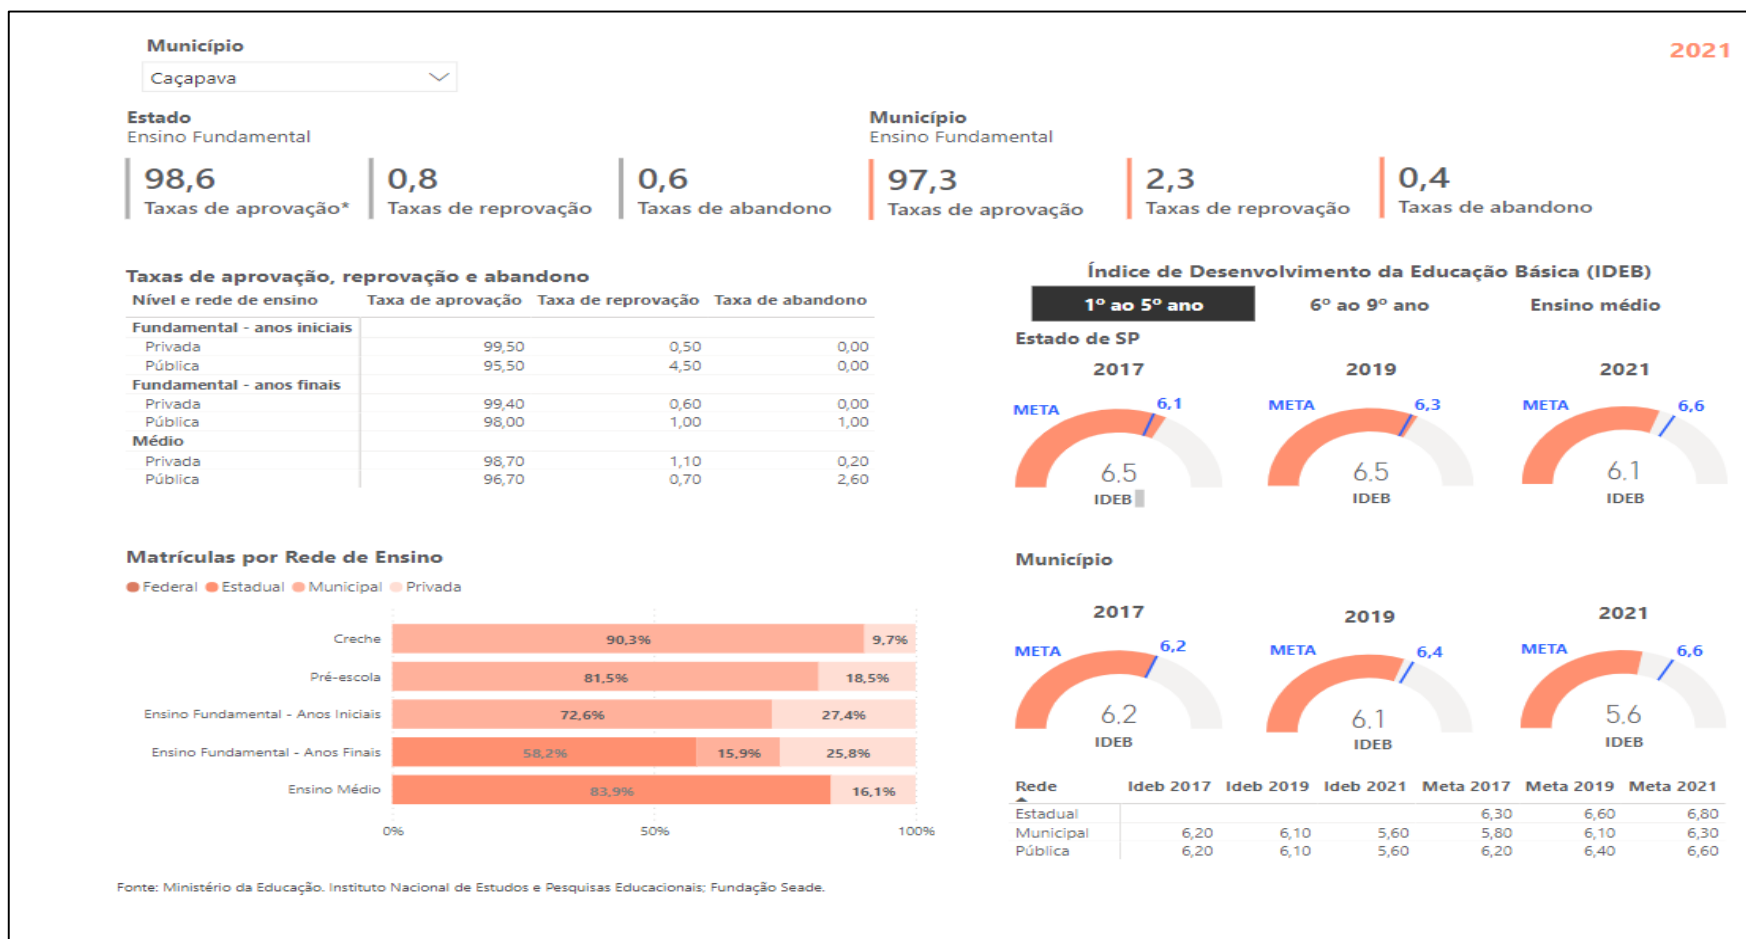 Município
2021
Caçapava
Estado
Ensino Fundamental
98,6
Taxas de aprovação*
0,8
Taxas de reprovação
0,6
Taxas de abandono
Município
Ensino Fundamental
97,3
Taxas de aprovação
2,3
Taxas de reprovação
0,4
Taxas de abandono
Taxas de aprovação, reprovação e abandono
Nível e rede de ensino Taxa de aprovação Taxa de reprovação Taxa de abandono
Fundamental - anos iniciais
Privada 99,50 0,50 0,00
Pública 95,50 4,50 0,00
Fundamental - anos finais
Privada 99,40 0,60 0,00
Pública 98,00 1,00 1,00
Médio
Privada 98,70 1,10 0,20
Pública 96,70 0,70 2,60
Índice de Desenvolvimento da Educação Básica (IDEB)
1º ao 5º ano 6º ao 9º ano Ensino médio
Estado de SP
2017
META 6,1
6.5
IDEB
2019
META 6,3
6.5
IDEB
2021
META 6,6
6.1
IDEB
Matrículas por Rede de Ensino
Federal Estadual Municipal Privada
Creche 90,3% 9,7%
Pré-escola 81,5% 18,5%
Ensino Fundamental - Anos Iniciais 72,6% 27,4%
Ensino Fundamental - Anos Finais 58,2% 15,9% 25,8%
Ensino Médio 83,9% 16,1%
0% 50% 100%
Município
2017
META 6,2
6.2
IDEB
2019
META 6,4
6.1
IDEB
2021
META 6,6
5.6
IDEB
Rede Ideb 2017 Ideb 2019 Ideb 2021 Meta 2017 Meta 2019 Meta 2021
Estadual 6,30 6,60 6,80
Municipal 6,20 6,10 5,60 5,80 6,10 6,30
Pública 6,20 6,10 5,60 6,20 6,40 6,60
Fonte: Ministério da Educação. Instituto Nacional de Estudos e Pesquisas Educacionais; Fundação Seade.